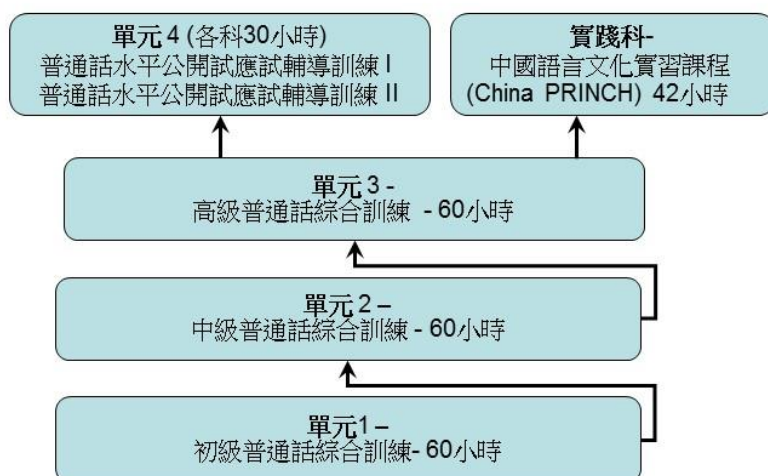 單元 4 (各科30小時)
普通話水平公開試應試輔導訓練 I
普通話水平公開試應試輔導訓練 II
實踐科-
中國語言文化實習課程
(China PRINCH) 42小時
單元 3 -
高級普通話綜合訓練 - 60小時
單元 2 –
中級普通話綜合訓練 - 60小時
單元1 –
初級普通話綜合訓練- 60小時